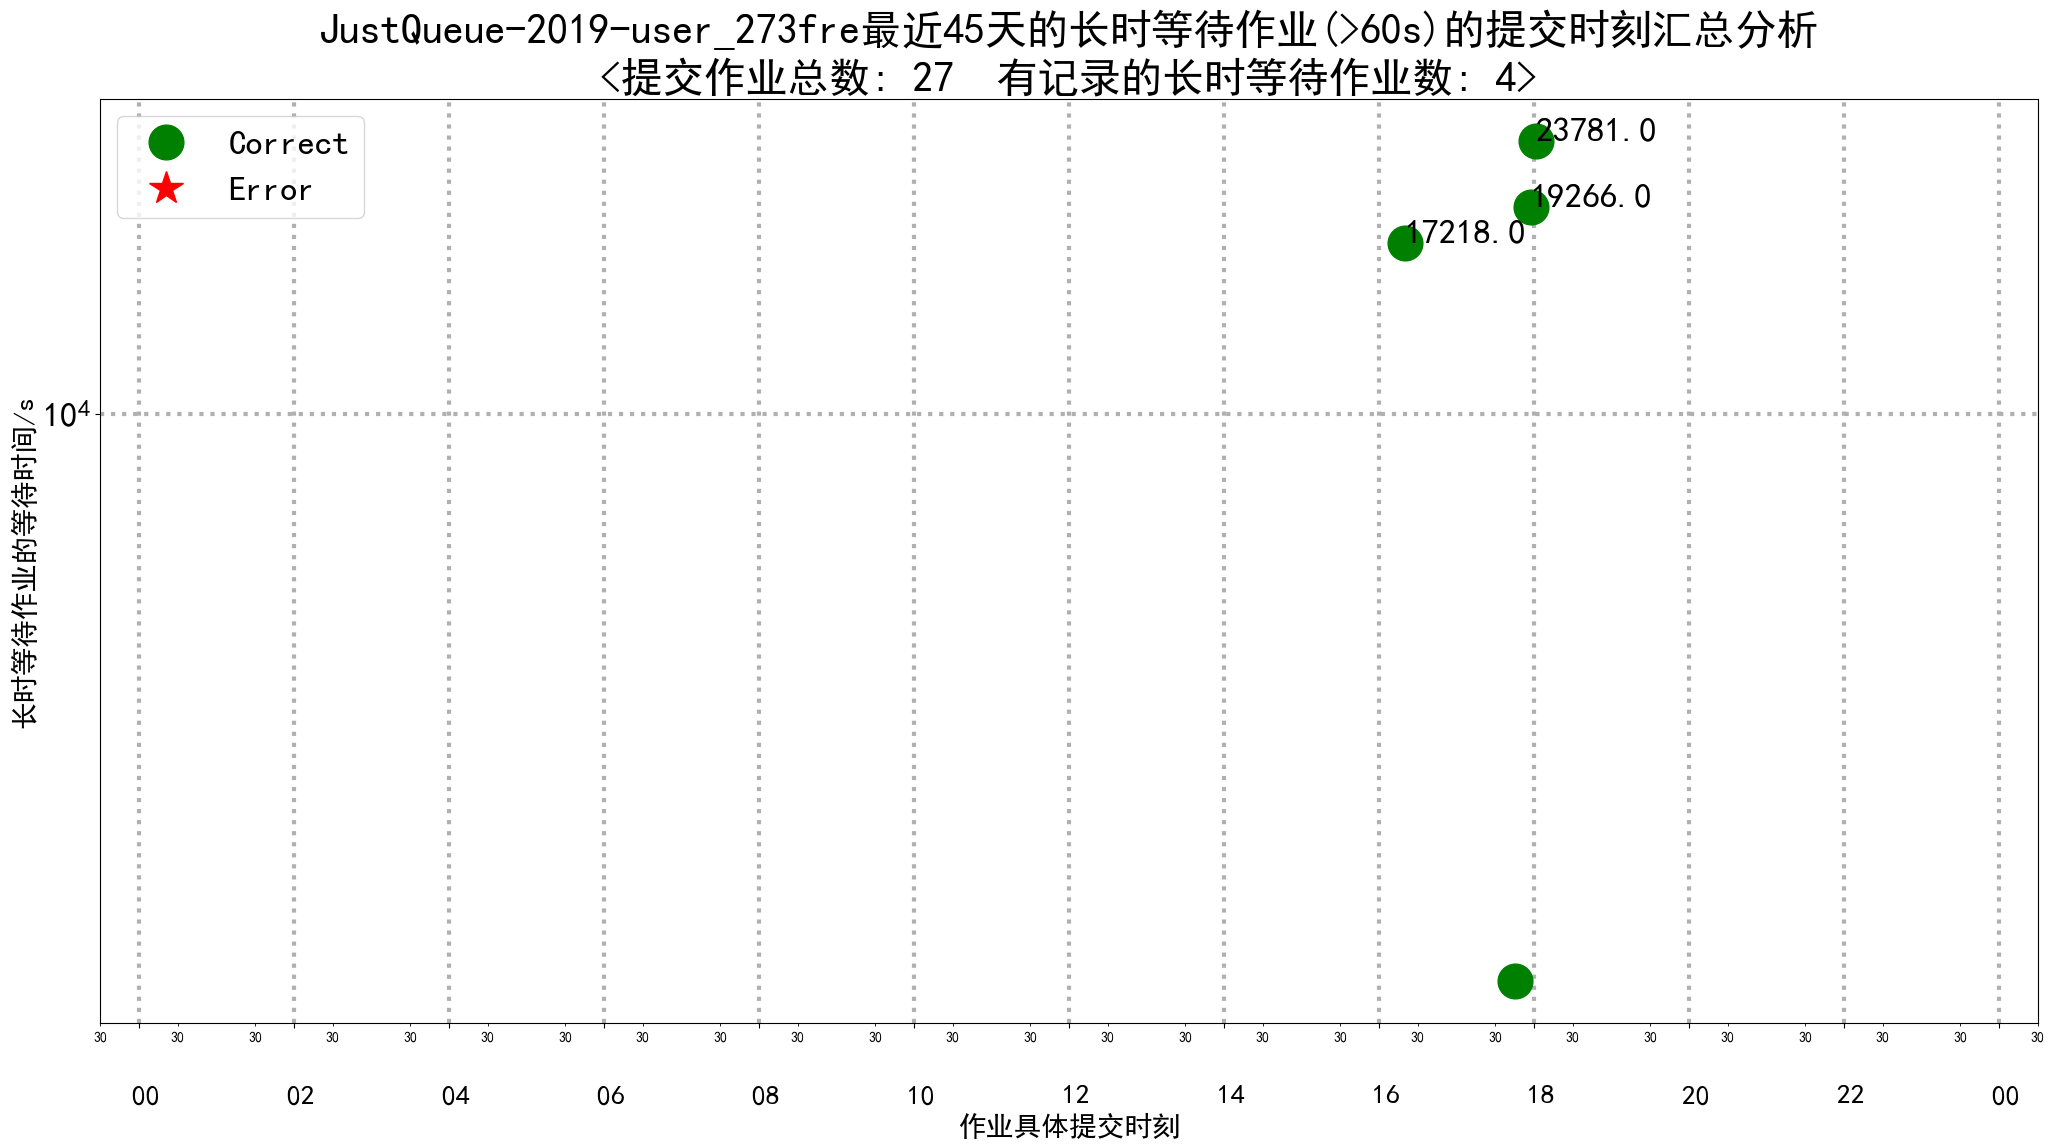 JustQueue-2019-user_273fre最近45天的长时等待作业(>60s)的提交时刻汇总分析
<提交作业总数: 27  有记录的长时等待作业数: 4>
Correct
Error
23781.0
19266.0
17218.0
10⁴
长时等待作业的等待时间/s
30 30 30 30 30 30 30 30 30 30 30 30 30 30 30 30 30 30 30 30 30 30 30 30 30 30
00 02 04 06 08 10 12 14 16 18 20 22 00
作业具体提交时刻